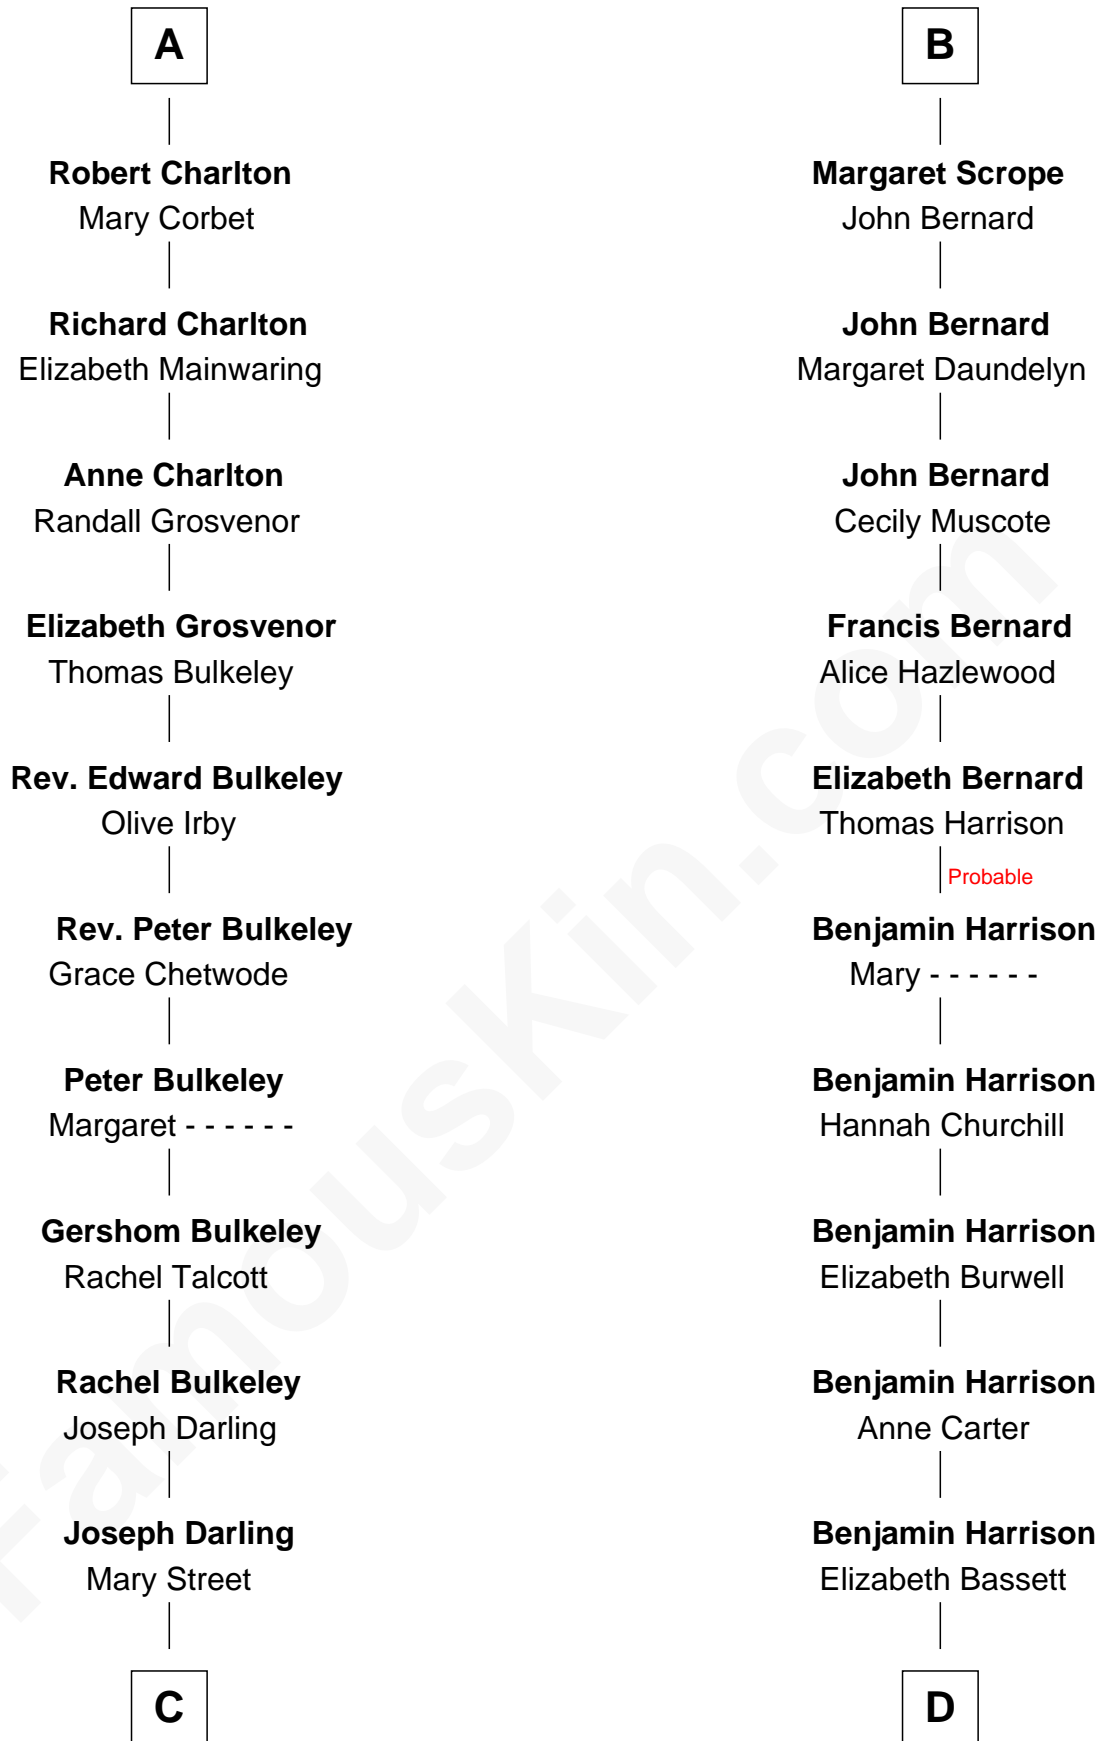 A
Robert Charlton
Mary Corbet
Richard Charlton
Elizabeth Mainwaring
Anne Charlton
Randall Grosvenor
Elizabeth Grosvenor
Thomas Bulkeley
Rev. Edward Bulkeley
Olive Irby
Rev. Peter Bulkeley
Grace Chetwode
Peter Bulkeley
Margaret - - - - - -
Gershom Bulkeley
Rachel Talcott
Rachel Bulkeley
Joseph Darling
Joseph Darling
Mary Street
C
B
Margaret Scrope
John Bernard
John Bernard
Margaret Daundelyn
John Bernard
Cecily Muscote
Francis Bernard
Alice Hazlewood
Elizabeth Bernard
Thomas Harrison
Probable
Benjamin Harrison
Mary - - - - - -
Benjamin Harrison
Hannah Churchill
Benjamin Harrison
Elizabeth Burwell
Benjamin Harrison
Anne Carter
Benjamin Harrison
Elizabeth Bassett
D
FamousKin.com